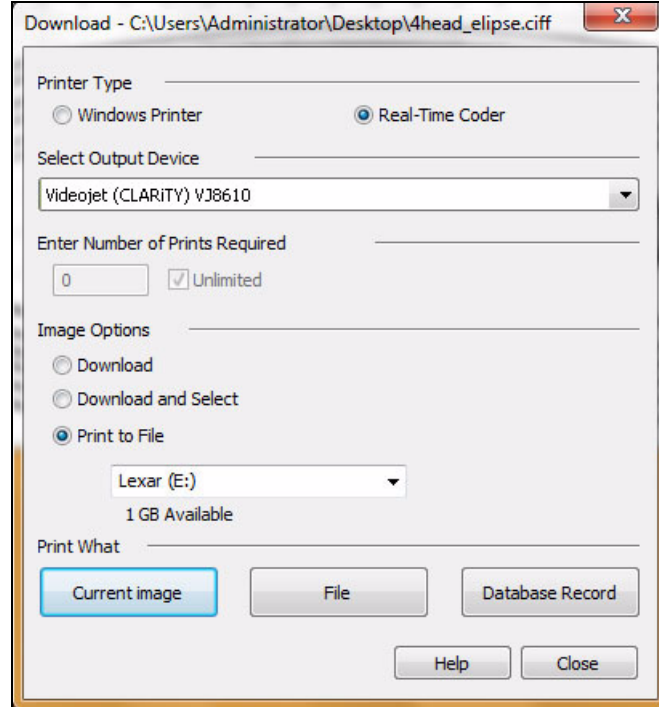 Download - C:\Users\Administrator\Desktop\4head_elipse.ciff
Printer Type
Windows Printer Real-Time Coder
Select Output Device
Videojet (CLARiTY) VJ8610
Enter Number of Prints Required
0 Unlimited
Image Options
Download
Download and Select
Print to File
Lexar (E:)
1 GB Available
Print What
Current image File Database Record
Help Close